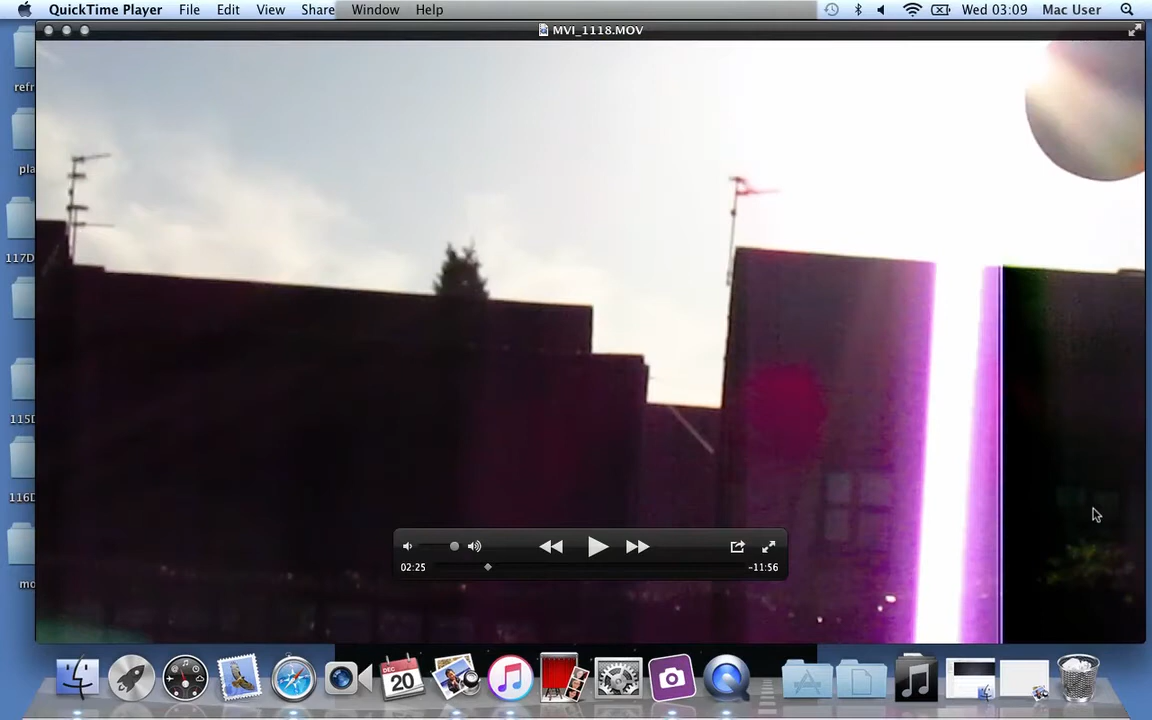 QuickTime Player File Edit View Share Window Help Wed 03:09 Mac User
MVI_1118.MOV
refr
pla
117D
115D
116D
mo
02:25 -11:56
DEC
20